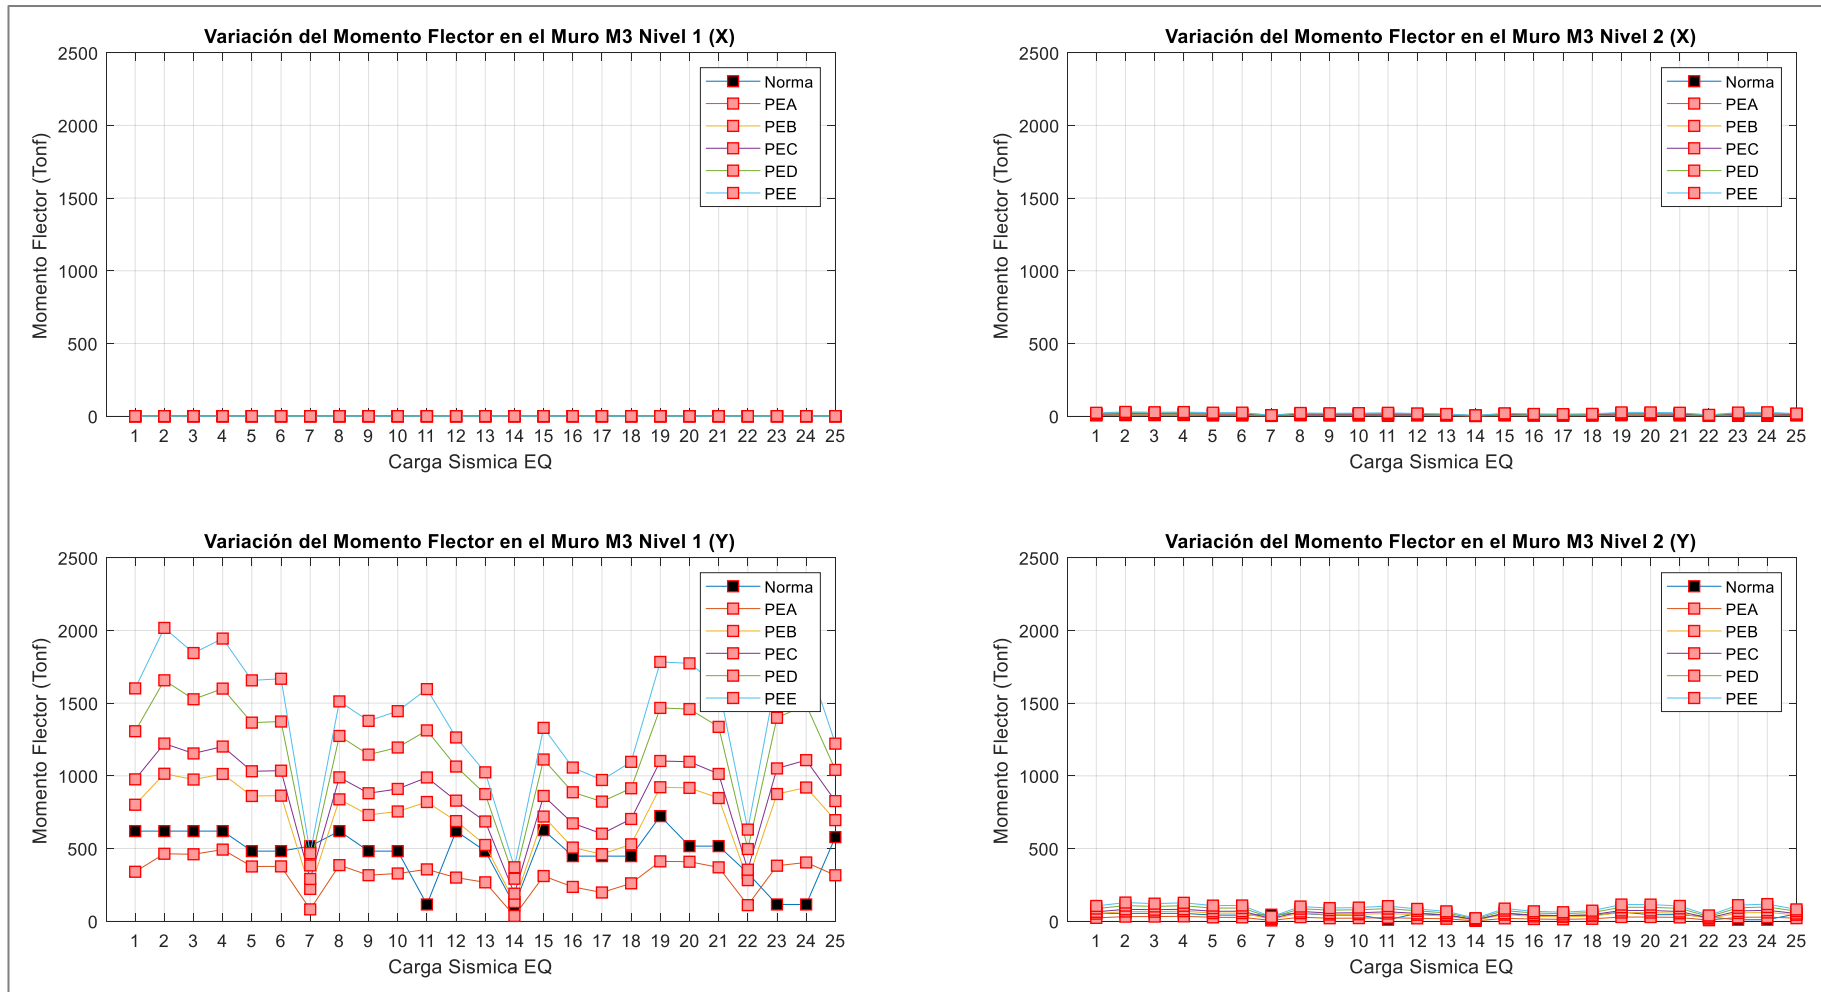 Variación del Momento Flector en el Muro M3 Nivel 1 (X)
Momento Flector (Tonf)
2500
2000
1500
1000
500
0
1 2 3 4 5 6 7 8 9 10 11 12 13 14 15 16 17 18 19 20 21 22 23 24 25
Carga Sismica EQ
Norma
PEA
PEB
PEC
PED
PEE
Variación del Momento Flector en el Muro M3 Nivel 2 (X)
Momento Flector (Tonf)
2500
2000
1500
1000
500
0
1 2 3 4 5 6 7 8 9 10 11 12 13 14 15 16 17 18 19 20 21 22 23 24 25
Carga Sismica EQ
Norma
PEA
PEB
PEC
PED
PEE
Variación del Momento Flector en el Muro M3 Nivel 1 (Y)
Momento Flector (Tonf)
2500
2000
1500
1000
500
0
1 2 3 4 5 6 7 8 9 10 11 12 13 14 15 16 17 18 19 20 21 22 23 24 25
Carga Sismica EQ
Norma
PEA
PEB
PEC
PED
PEE
Variación del Momento Flector en el Muro M3 Nivel 2 (Y)
Momento Flector (Tonf)
2500
2000
1500
1000
500
0
1 2 3 4 5 6 7 8 9 10 11 12 13 14 15 16 17 18 19 20 21 22 23 24 25
Carga Sismica EQ
Norma
PEA
PEB
PEC
PED
PEE